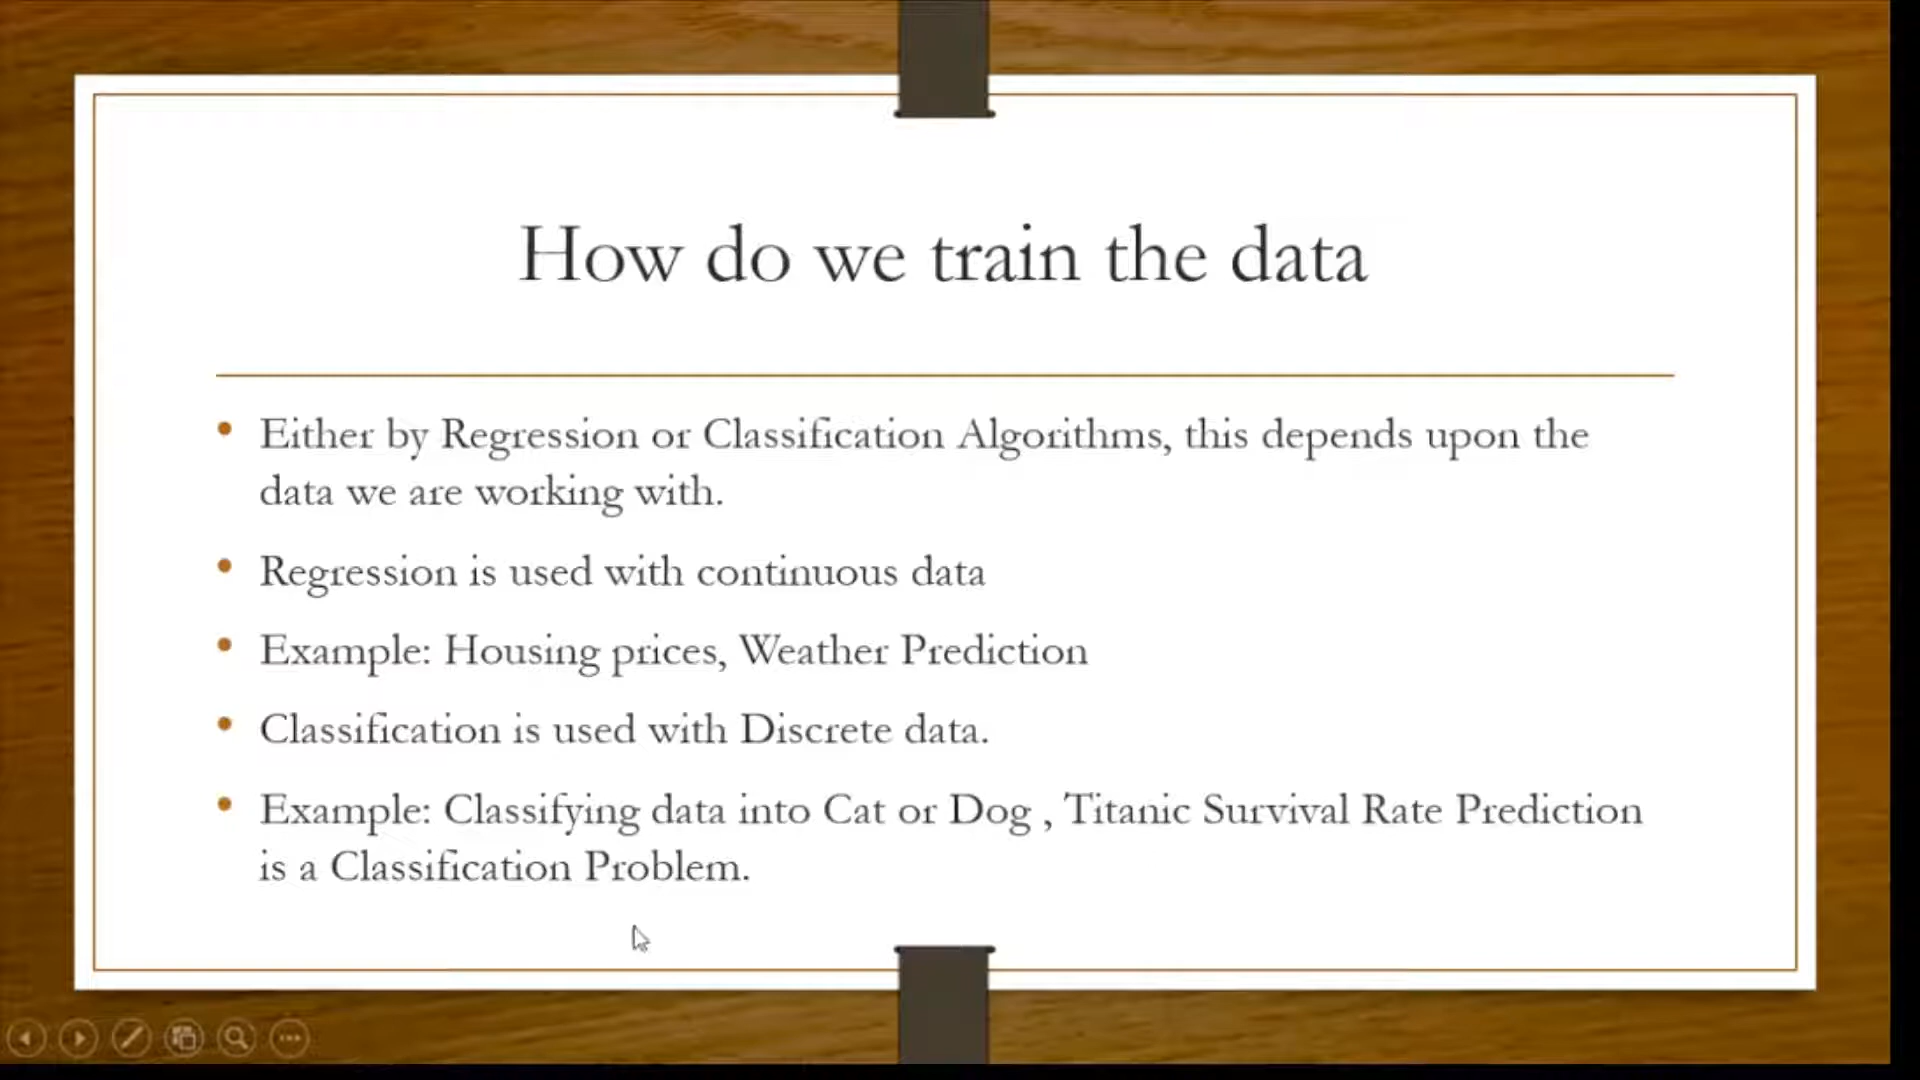 How do we train the data
• Either by Regression or Classification Algorithms, this depends upon the
data we are working with.
• Regression is used with continuous data
• Example: Housing prices, Weather Prediction
• Classification is used with Discrete data.
• Example: Classifying data into Cat or Dog , Titanic Survival Rate Prediction
is a Classification Problem.